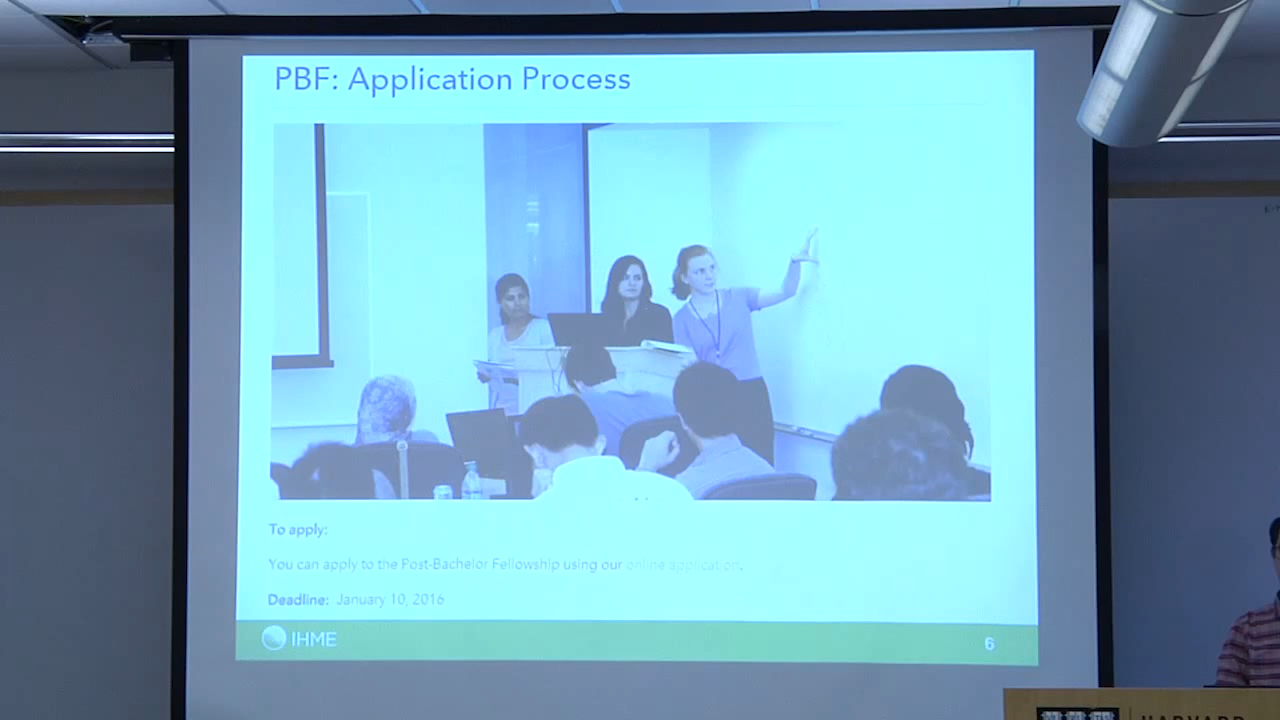 PBF: Application Process
To apply:
You can apply to the Post-Bachelor Fellowship using our online application.
Deadline: January 10, 2016
IHME
6
HARVARD